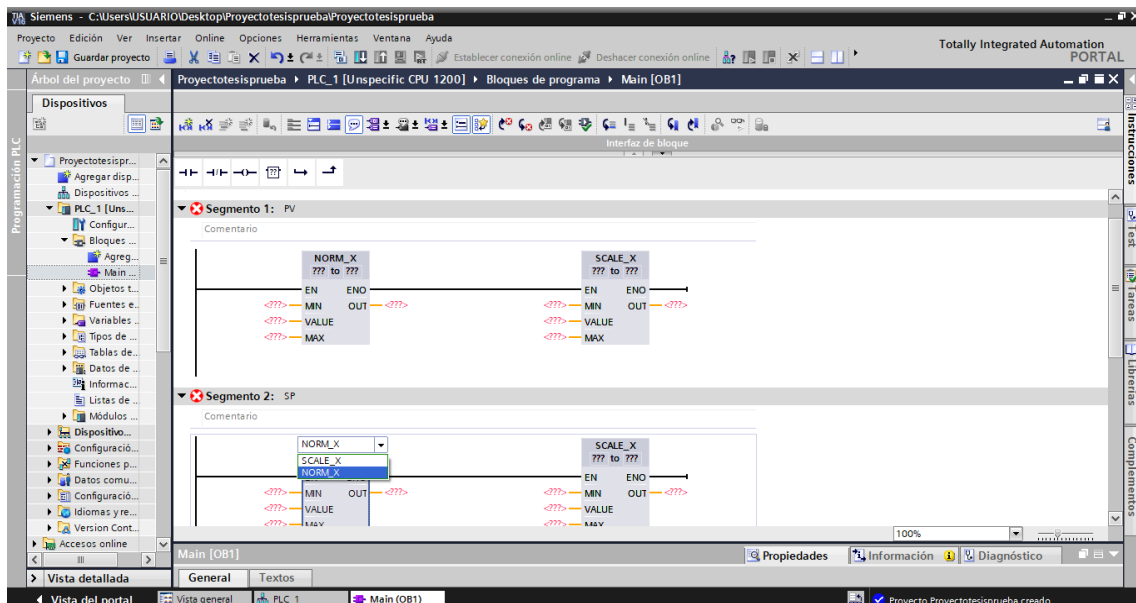 Siemens - C:\Users\USUARIO\Desktop\Proyectotesisprueba\Proyectotesisprueba
Proyecto Edición Ver Insertar Online Opciones Herramientas Ventana Ayuda
Totally Integrated Automation
PORTAL
Guardar proyecto Establecer conexión online Deshacer conexión online
Árbol del proyecto
Proyectotesisprueba PLC_1 [Unspecific CPU 1200] Bloques de programa Main [OB1]
Dispositivos
Programación PLC
Proyectotesispr...
Agregar disp...
Dispositivos ...
PLC_1 [Uns...
Configur...
Bloques ...
Agreg...
Main ...
Objetos t...
Fuentes e...
Variables ...
Tipos de ...
Tablas de...
Datos de ...
Informac...
Listas de ...
Módulos ...
Dispositivo...
Configuració...
Funciones p...
Datos comu...
Configuració...
Idiomas y re...
Version Cont...
Accesos online
Vista detallada
Interfaz de bloque
??
Segmento 1: PV
Comentario
NORM_X
??? to ???
EN ENO
<???> MIN OUT <???>
<???> VALUE
<???> MAX
SCALE_X
??? to ???
EN ENO
<???> MIN OUT <???>
<???> VALUE
<???> MAX
Segmento 2: SP
Comentario
NORM_X
SCALE_X
NORM_X
<???> MIN OUT <???>
<???> VALUE
<???> MAX
SCALE_X
??? to ???
EN ENO
<???> MIN OUT <???>
<???> VALUE
<???> MAX
100%
Main [OB1]
Propiedades Información Diagnóstico
General Textos
Instrucciones
Test
Tareas
Librerías
Complementos
Vista del portal Vista general PLC_1 Main (OB1) Proyecto Proyectotesisprueba creado